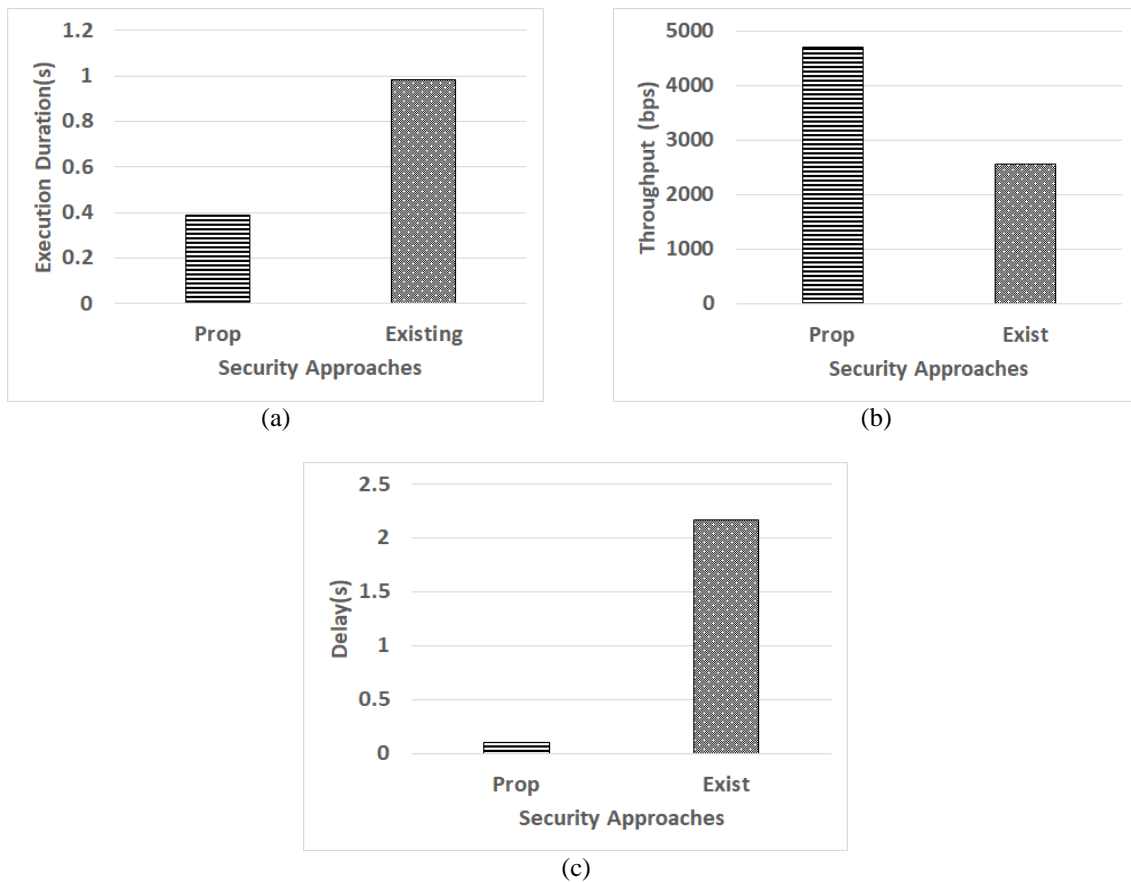 1.2
1
0.8
0.6
0.4
0.2
0
Execution Duration(s)
Prop Existing
Security Approaches
(a)
5000
4000
3000
2000
1000
0
Throughput (bps)
Prop Exist
Security Approaches
(b)
2.5
2
1.5
1
0.5
0
Delay(s)
Prop Exist
Security Approaches
(c)